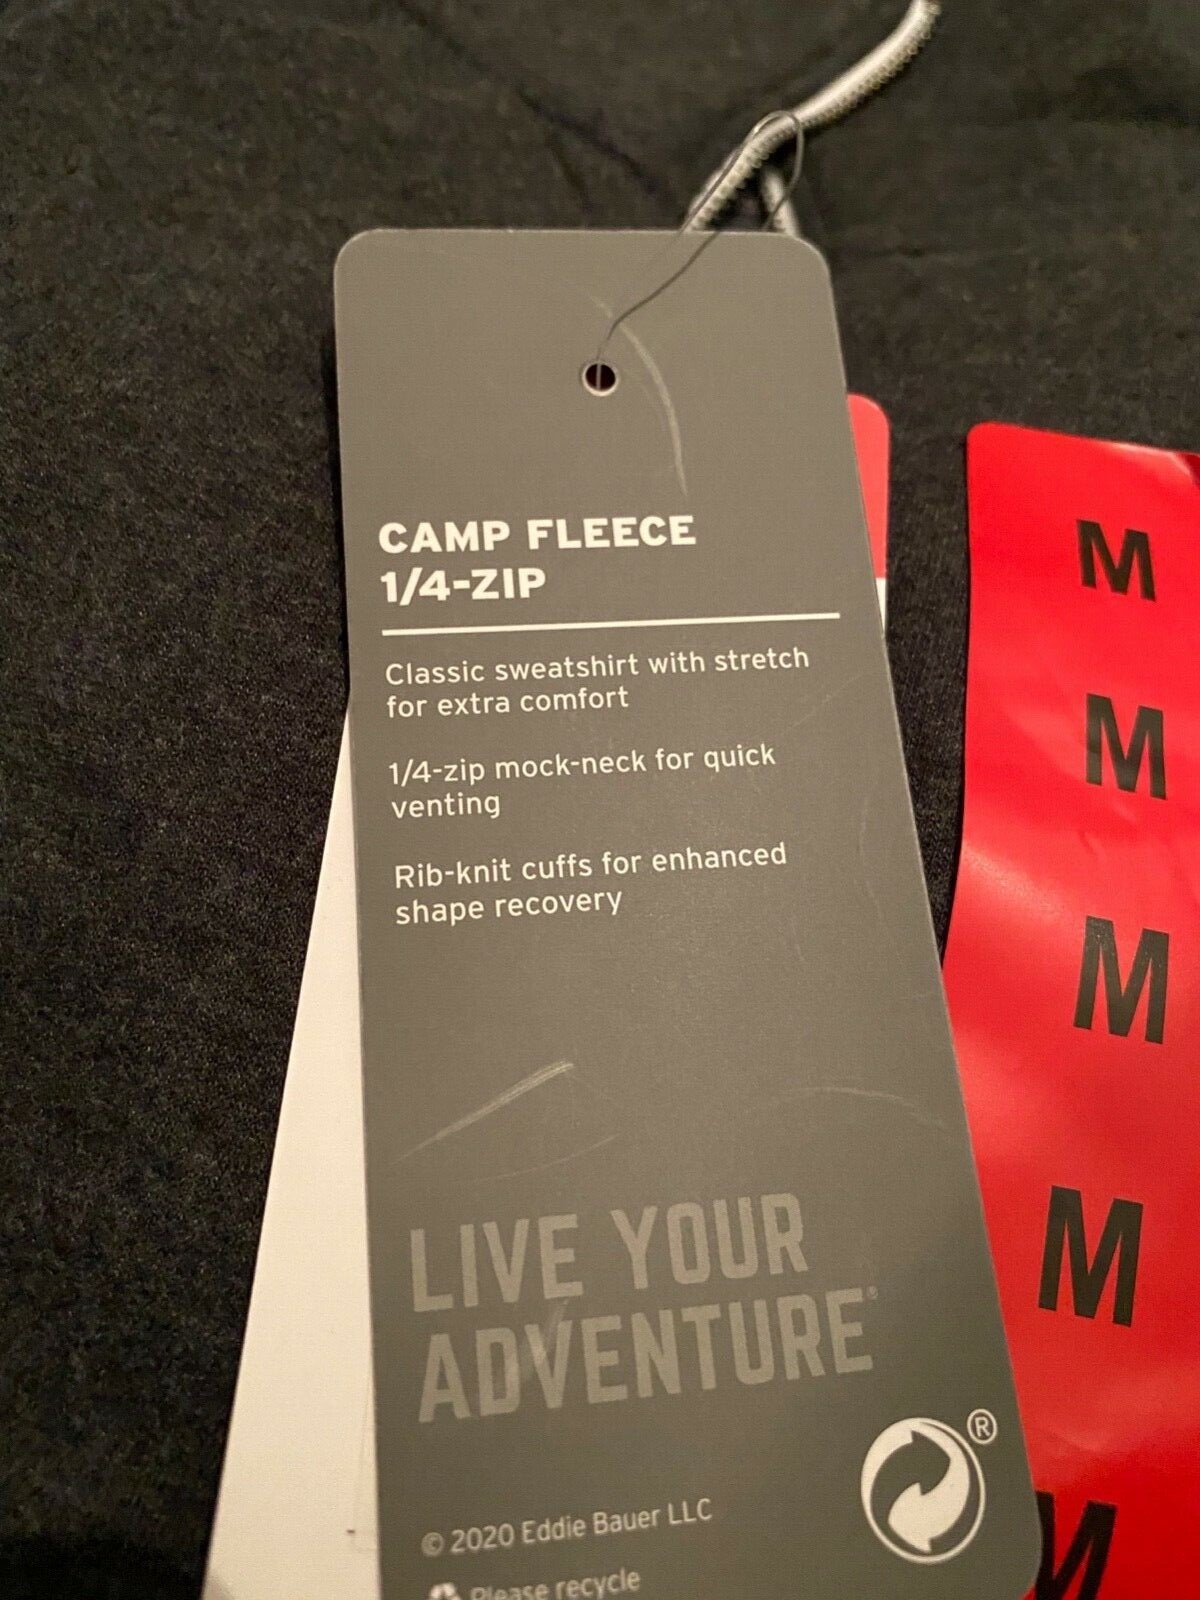 CAMP FLEECE
1/4-ZIP
Classic sweatshirt with stretch
for extra comfort
1/4-zip mock-neck for quick
venting
Rib-knit cuffs for enhanced
shape recovery
LIVE YOUR
ADVENTURE®
®
© 2020 Eddie Bauer LLC
Please recycle
M
M
M
M
M